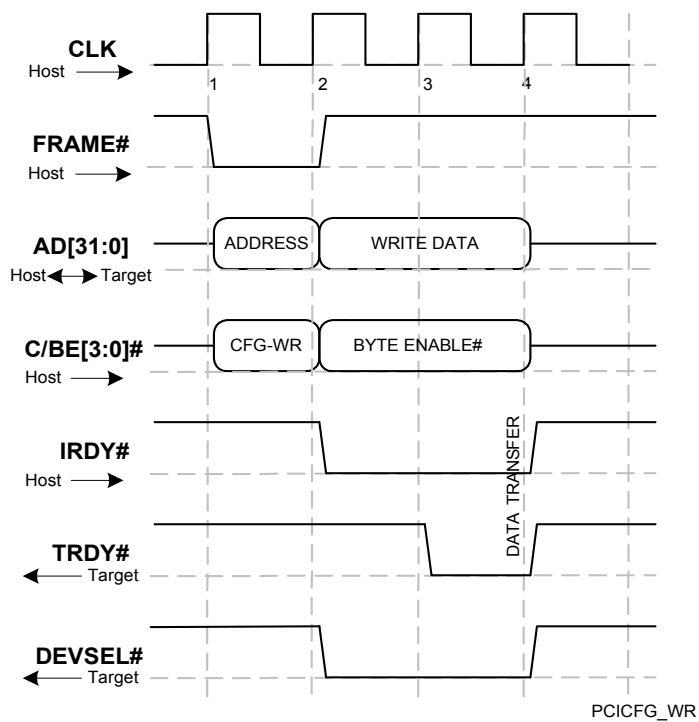 CLK
Host
1 2 3 4
FRAME#
Host
AD[31:0]
ADDRESS WRITE DATA
Host Target
C/BE[3:0]#
CFG-WR BYTE ENABLE#
Host
IRDY#
Host
DATA TRANSFER
TRDY#
Target
DEVSEL#
Target
PCICFG_WR